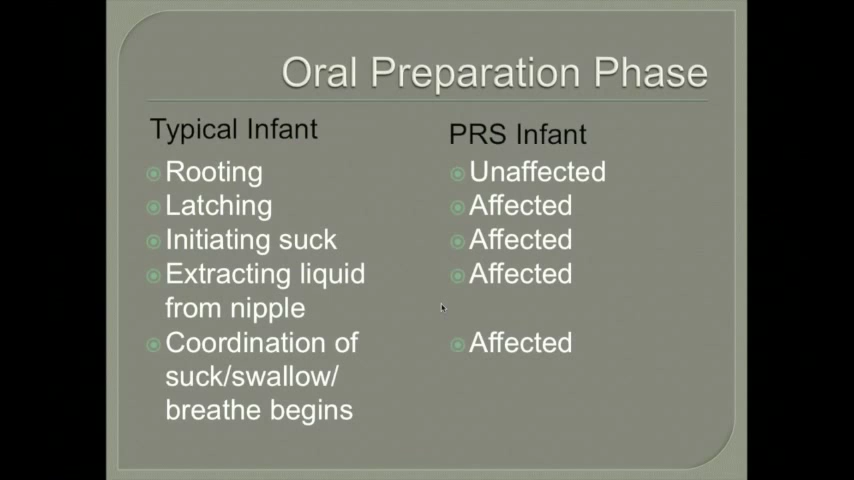 Oral Preparation Phase
Typical Infant
Rooting
Latching
Initiating suck
Extracting liquid
from nipple
Coordination of
suck/swallow/
breathe begins
PRS Infant
Unaffected
Affected
Affected
Affected
Affected